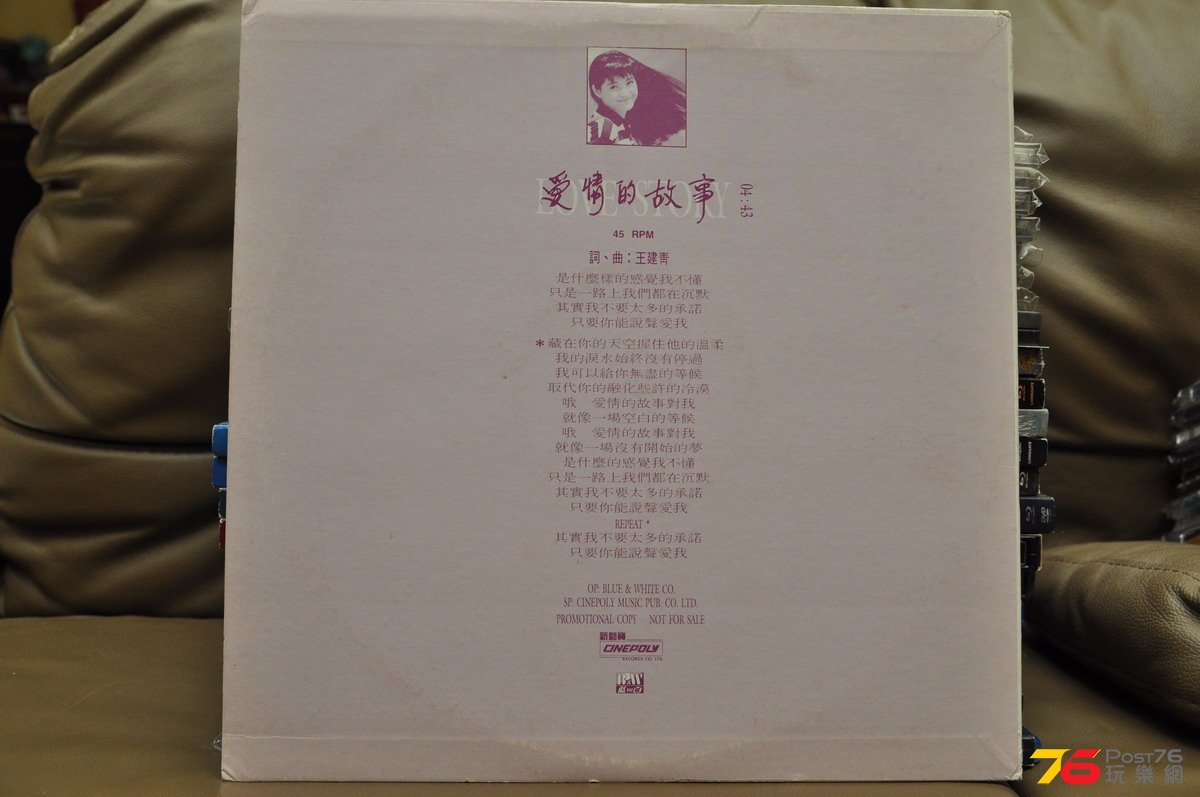 LOVE STORY
愛情的故事
04:43
45 RPM
詞、曲:王建靑
是什麼樣的感覺我不懂
只是一路上我們都在沉默
其實我不要太多的承諾
只要你能說聲愛我
*藏在你的天空握住他的溫柔
我的淚水始終沒有停過
我可以給你無盡的等候
取代你的融化些許的冷漠
哦 愛情的故事對我
就像一場空白的等候
哦 愛情的故事對我
就像一場沒有開始的夢
是什麼的感覺我不懂
只是一路上我們都在沉默
其實我不要太多的承諾
只要你能說聲愛我
REPEAT *
其實我不要太多的承諾
只要你能說聲愛我
OP: BLUE & WHITE CO.
SP: CINEPOLY MUSIC PUB. CO. LTD.
PROMOTIONAL COPY NOT FOR SALE
新藝寶
CINEPOLY
RECORDS CO. LTD.
B&W
藍與白
76 POST76
玩樂網